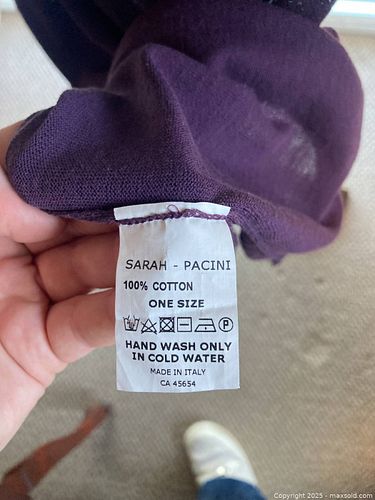 SARAH - PACINI
100% COTTON
ONE SIZE
P
HAND WASH ONLY
IN COLD WATER
MADE IN ITALY
CA 45654
Copyright © 2025 - maxsold.com